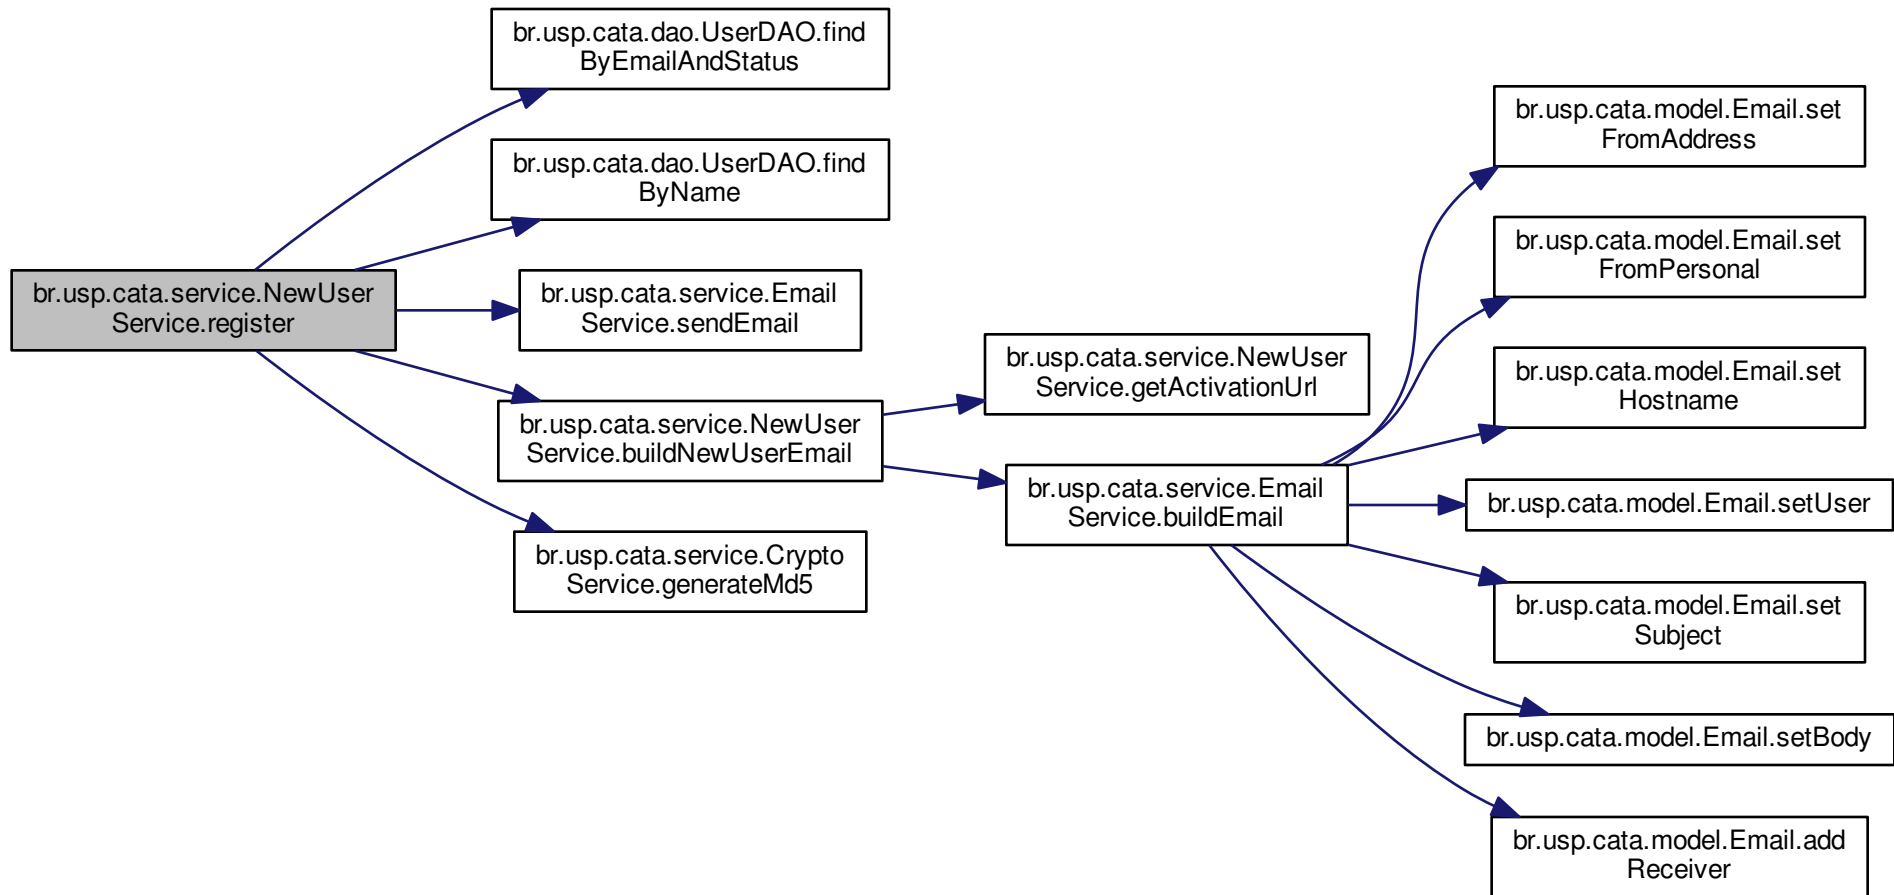 br.usp.cata.dao.UserDAO.find
ByEmailAndStatus
br.usp.cata.dao.UserDAO.find
ByName
br.usp.cata.service.NewUser
Service.register
br.usp.cata.service.Email
Service.sendEmail
br.usp.cata.service.NewUser
Service.buildNewUserEmail
br.usp.cata.service.Crypto
Service.generateMd5
br.usp.cata.service.NewUser
Service.getActivationUrl
br.usp.cata.service.Email
Service.buildEmail
br.usp.cata.model.Email.set
FromAddress
br.usp.cata.model.Email.set
FromPersonal
br.usp.cata.model.Email.set
Hostname
br.usp.cata.model.Email.setUser
br.usp.cata.model.Email.set
Subject
br.usp.cata.model.Email.setBody
br.usp.cata.model.Email.add
Receiver